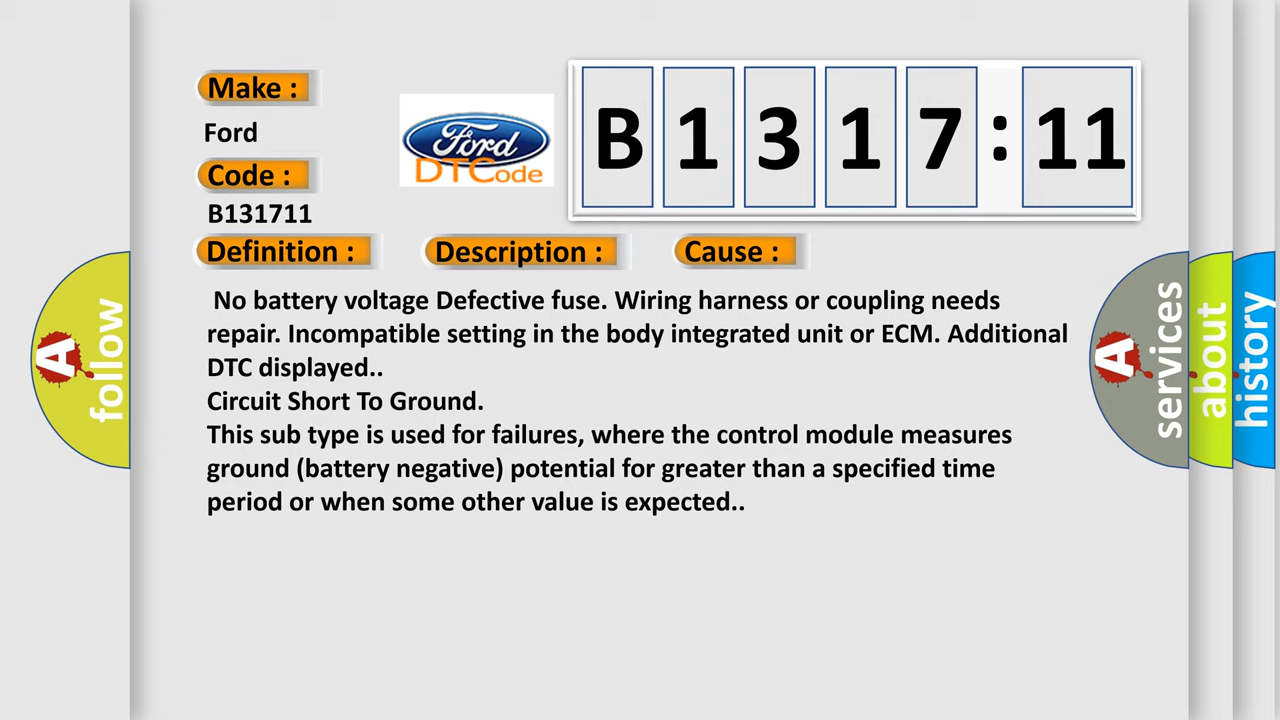 Make :
Ford
Code :
B131711
Ford
DTCode
B 1 3 1 7 : 11
Definition :
Description :
Cause :
No battery voltage Defective fuse. Wiring harness or coupling needs
repair. Incompatible setting in the body integrated unit or ECM. Additional
DTC displayed..
Circuit Short To Ground.
This sub type is used for failures, where the control module measures
ground (battery negative) potential for greater than a specified time
period or when some other value is expected..
A follow
A services
about
history